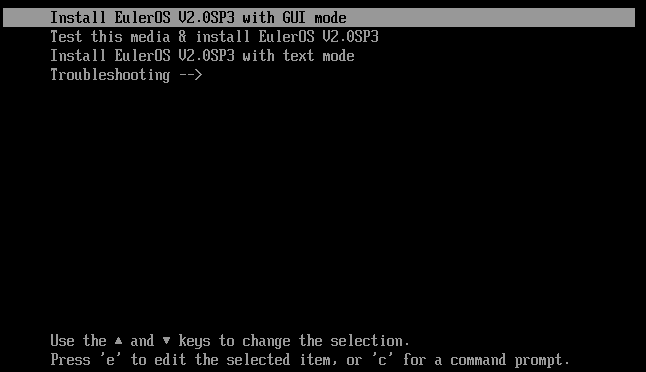 Install EulerOS V2.0SP3 with GUI mode
Test this media & install EulerOS V2.0SP3
Install EulerOS V2.0SP3 with text mode
Troubleshooting -->
Use the ▲ and ▼ keys to change the selection.
Press 'e' to edit the selected item, or 'c' for a command prompt.